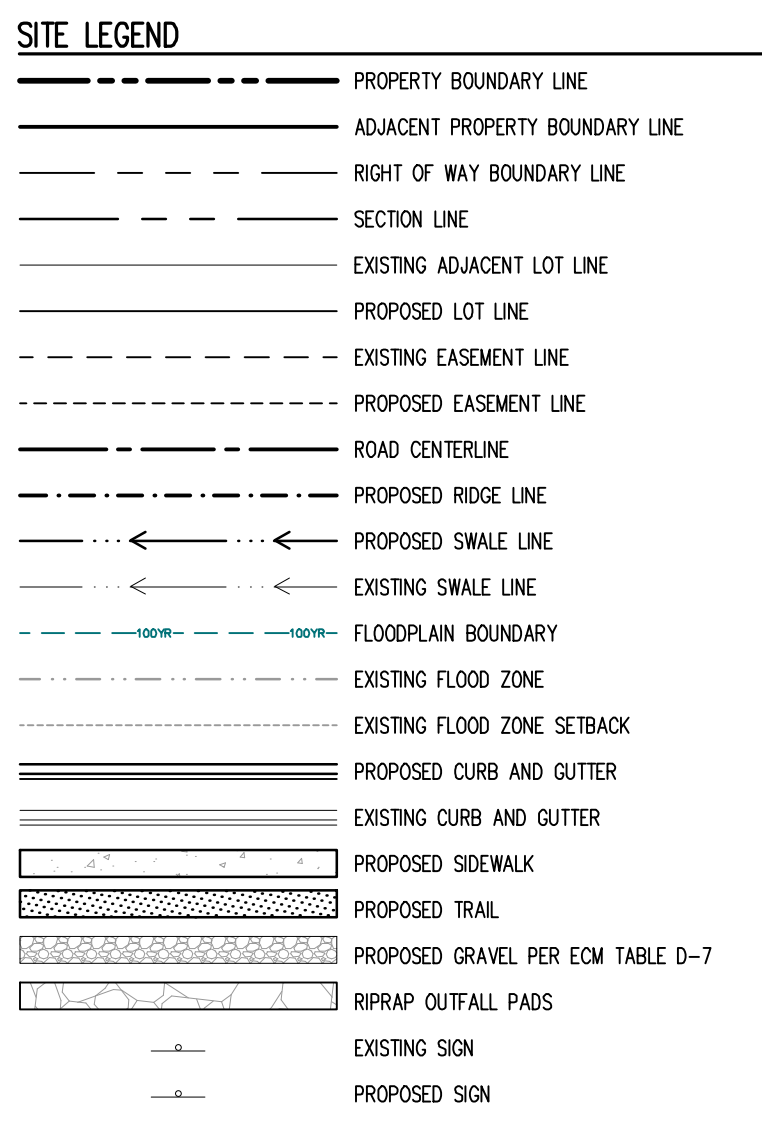 SITE LEGEND
PROPERTY BOUNDARY LINE
ADJACENT PROPERTY BOUNDARY LINE
RIGHT OF WAY BOUNDARY LINE
SECTION LINE
EXISTING ADJACENT LOT LINE
PROPOSED LOT LINE
EXISTING EASEMENT LINE
PROPOSED EASEMENT LINE
ROAD CENTERLINE
PROPOSED RIDGE LINE
PROPOSED SWALE LINE
EXISTING SWALE LINE
100YR 100YR FLOODPLAIN BOUNDARY
EXISTING FLOOD ZONE
EXISTING FLOOD ZONE SETBACK
PROPOSED CURB AND GUTTER
EXISTING CURB AND GUTTER
PROPOSED SIDEWALK
PROPOSED TRAIL
PROPOSED GRAVEL PER ECM TABLE D-7
RIPRAP OUTFALL PADS
EXISTING SIGN
PROPOSED SIGN